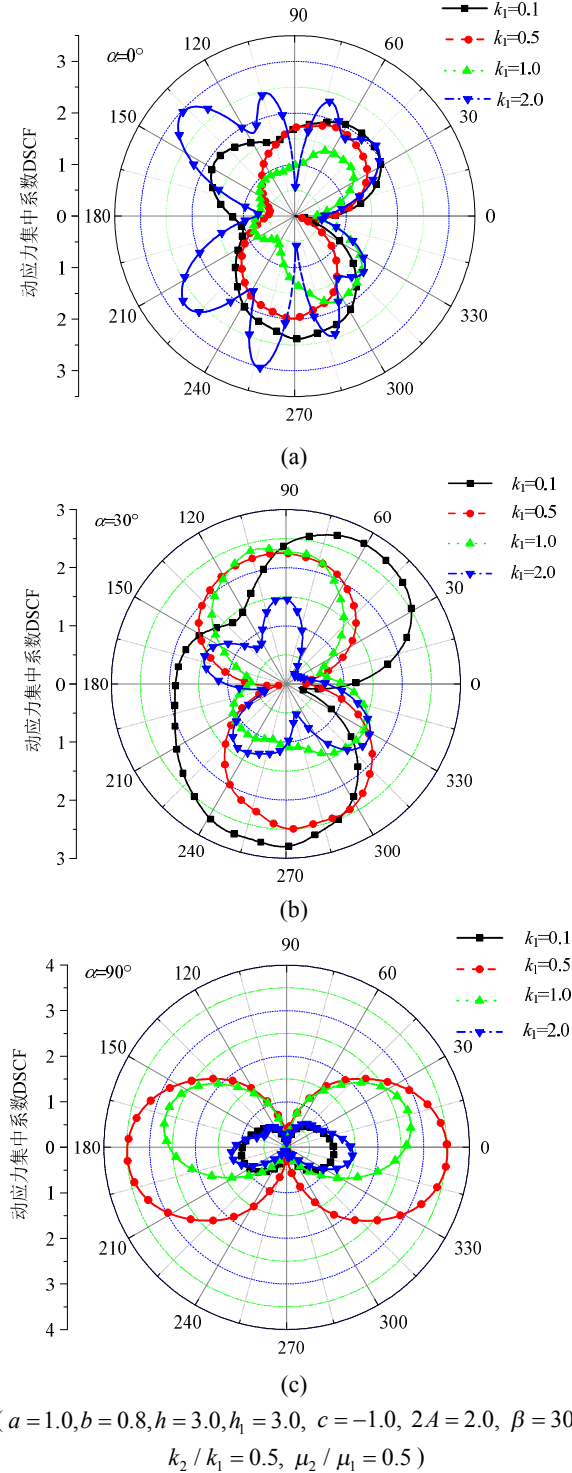 90
k₁=0.1
3
120
60
k₁=0.5
α=0°
k₁=1.0
2
150
30
k₁=2.0
1
动应力集中系数DSCF
0
180
0
1
210
330
2
240
300
3
270
(a)
3
90
k₁=0.1
α=30°
120
60
k₁=0.5
2
k₁=1.0
150
30
k₁=2.0
1
动应力集中系数DSCF
0
180
0
1
210
330
2
240
300
3
270
(b)
4
90
k₁=0.1
α=90°
120
60
k₁=0.5
3
k₁=1.0
2
150
30
k₁=2.0
1
动应力集中系数DSCF
0
180
0
1
210
330
2
3
240
300
4
270
(c)
( a = 1.0, b = 0.8, h = 3.0, h₁ = 3.0, c = −1.0, 2A = 2.0, β = 30
k₂ / k₁ = 0.5, μ₂ / μ₁ = 0.5 )